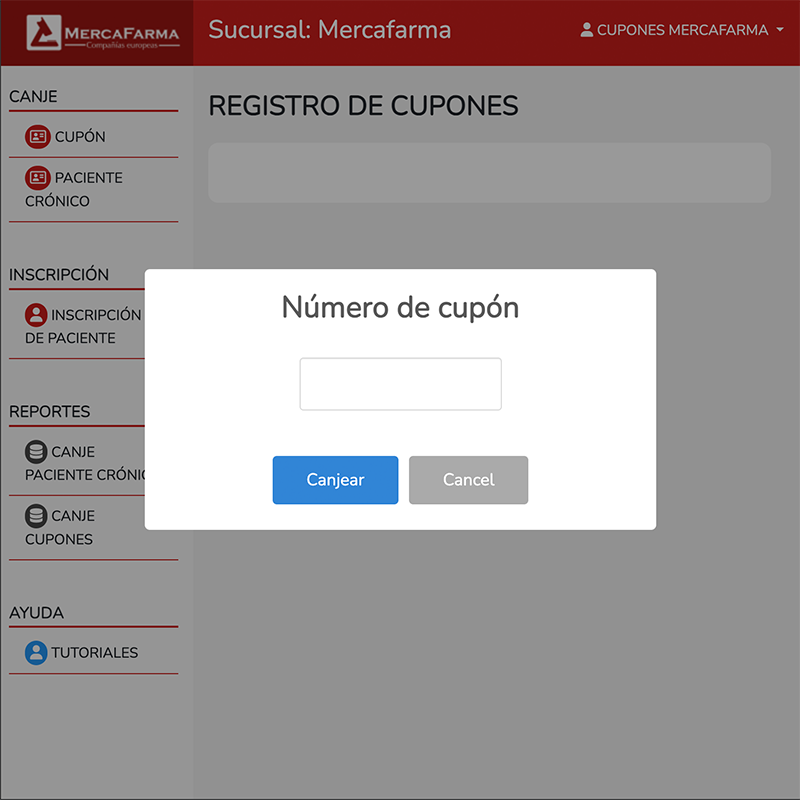 MERCAFARMA
Compañías europeas
Sucursal: Mercafarma
CUPONES MERCAFARMA
CANJE
CUPÓN
PACIENTE
CRÓNICO
INSCRIPCIÓN
INSCRIPCIÓN
DE PACIENTE
REPORTES
CANJE
PACIENTE CRÓNIC
CANJE
CUPONES
AYUDA
TUTORIALES
REGISTRO DE CUPONES
Número de cupón
Canjear
Cancel